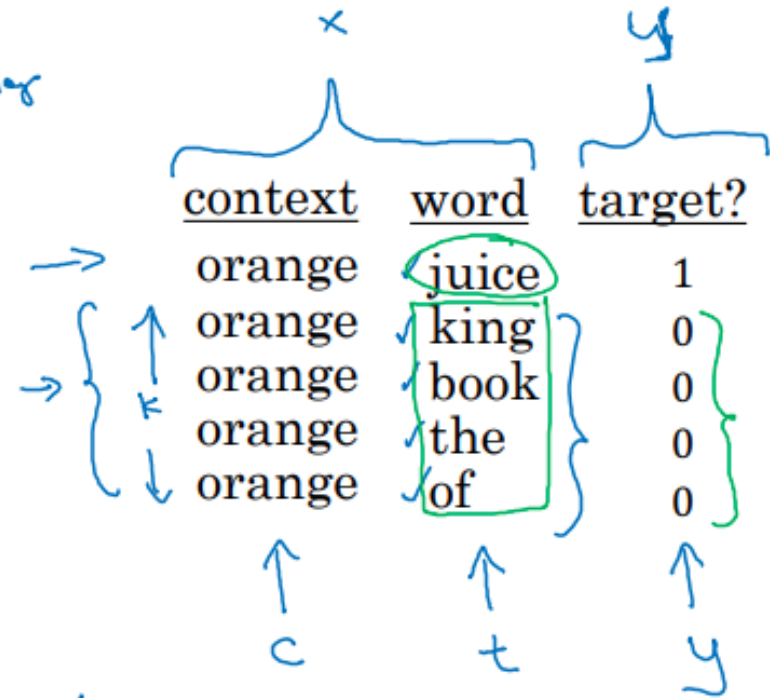 x y
context word target?
orange juice 1
orange king 0
orange book 0
k
orange the 0
orange of 0
c t y